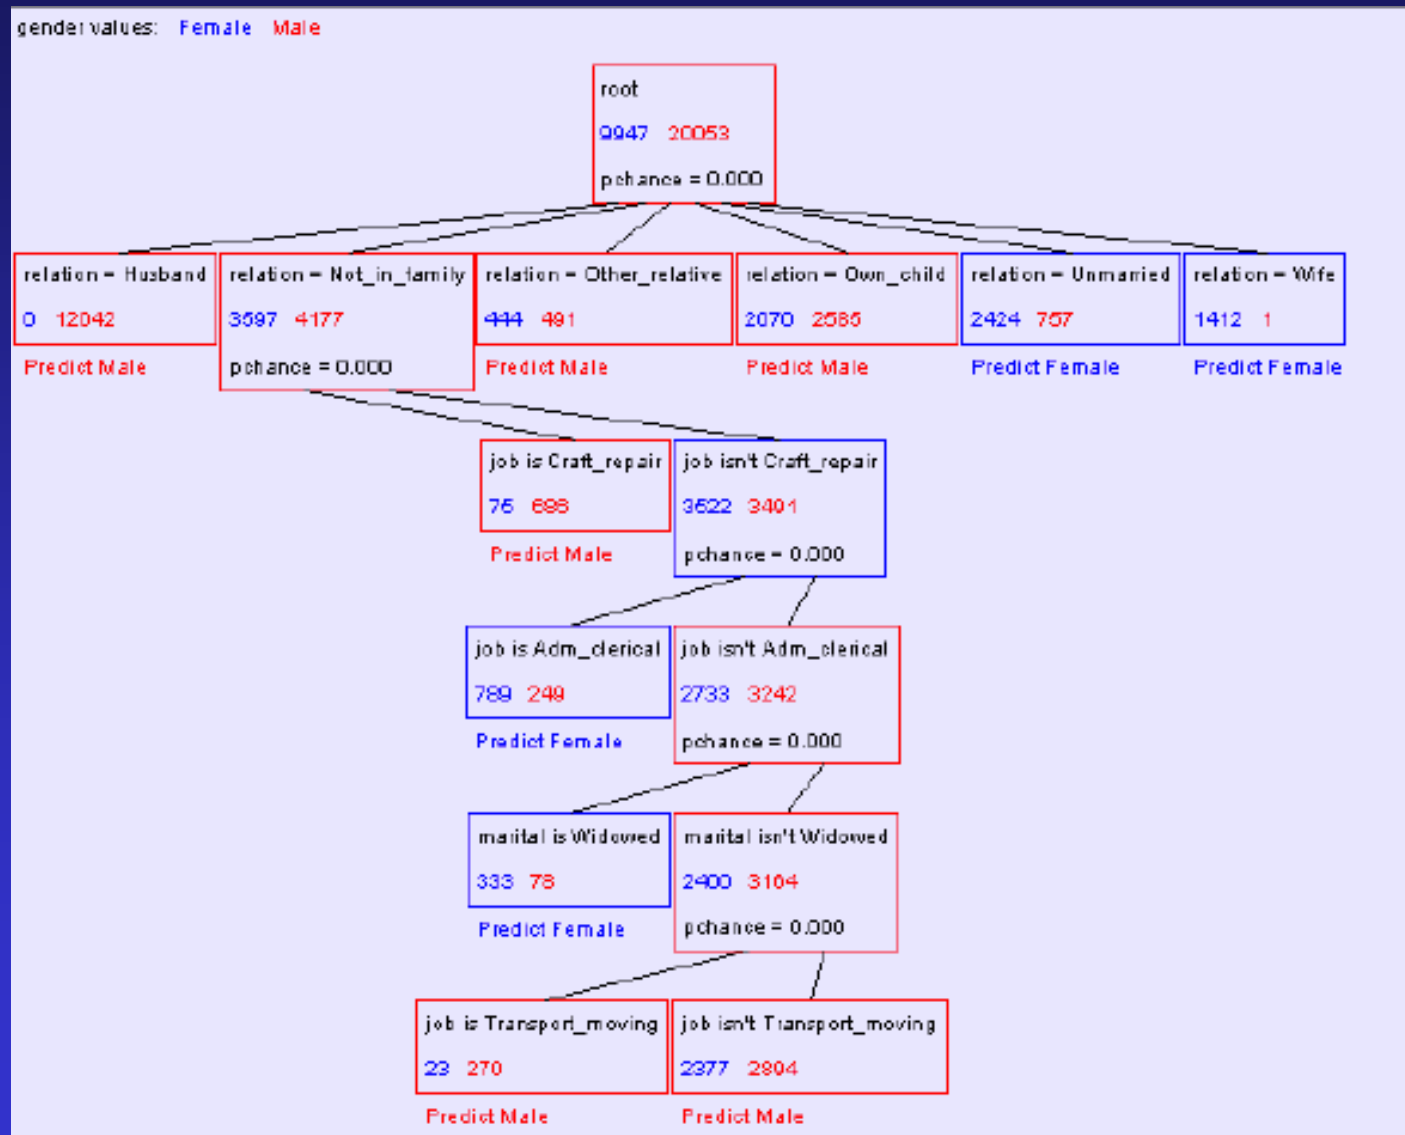 gender values: Female Male
root
9947 20053
pchance = 0.000
relation = Husband relation = Not_in_family relation = Other_relative relation = Own_child relation = Unmarried relation = Wife
0 12042 3597 4177 444 491 2070 2585 2424 757 1412 1
Predict Male pchance = 0.000 Predict Male Predict Male Predict Female Predict Female
job is Craft_repair job isn't Craft_repair
75 686 3522 3491
Predict Male pchance = 0.000
job is Adm_clerical job isn't Adm_clerical
789 249 2733 3242
Predict Female pchance = 0.000
marital is Widowed marital isn't Widowed
333 78 2400 3164
Predict Female pchance = 0.000
job is Transport_moving job isn't Transport_moving
23 270 2377 2894
Predict Male Predict Male